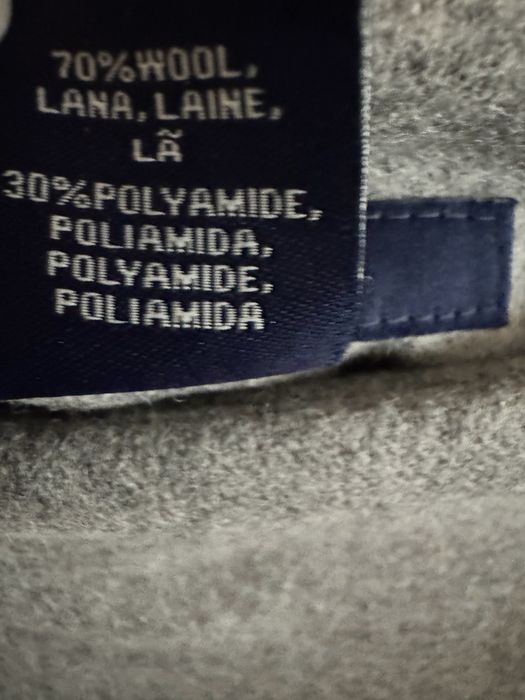 70%WOOL,
LANA, LAINE,
LÃ
30%POLYAMIDE,
POLIAMIDA,
POLYAMIDE,
POLIAMIDA